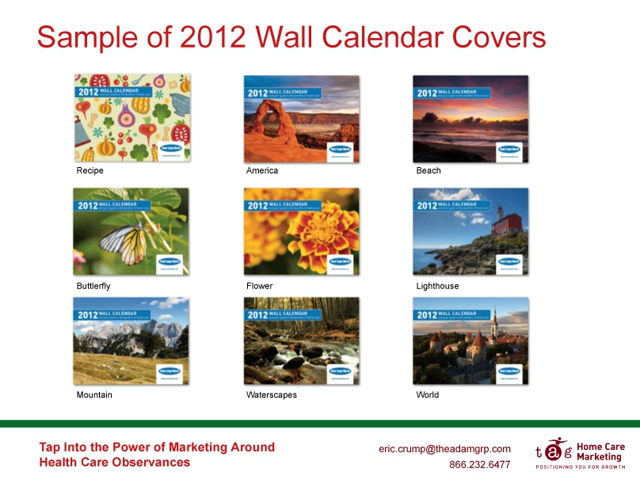 Sample of 2012 Wall Calendar Covers
2012 WALL CALENDAR
2012 WALL CALENDAR
2012 WALL CALENDAR
Recipe
America
Beach
2012 WALL CALENDAR
2012 WALL CALENDAR
2012 WALL CALENDAR
Buttlerfly
Flower
Lighthouse
2012 WALL CALENDAR
2012 WALL CALENDAR
2012 WALL CALENDAR
Mountain
Waterscapes
World
Tap Into the Power of Marketing Around
Health Care Observances
eric.crump@theadamgrp.com
866.232.6477
tag Home Care
Marketing
POSITIONING YOU FOR GROWTH